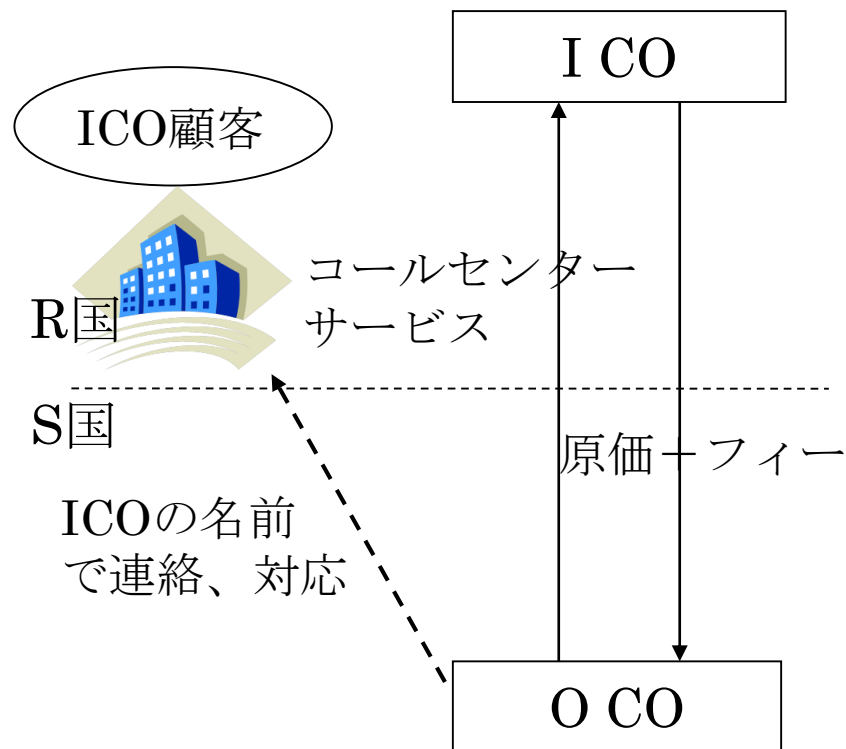 I CO
ICO顧客
コールセンター
サービス
R国
S国
原価＋フィー
ICOの名前
で連絡、対応
O CO